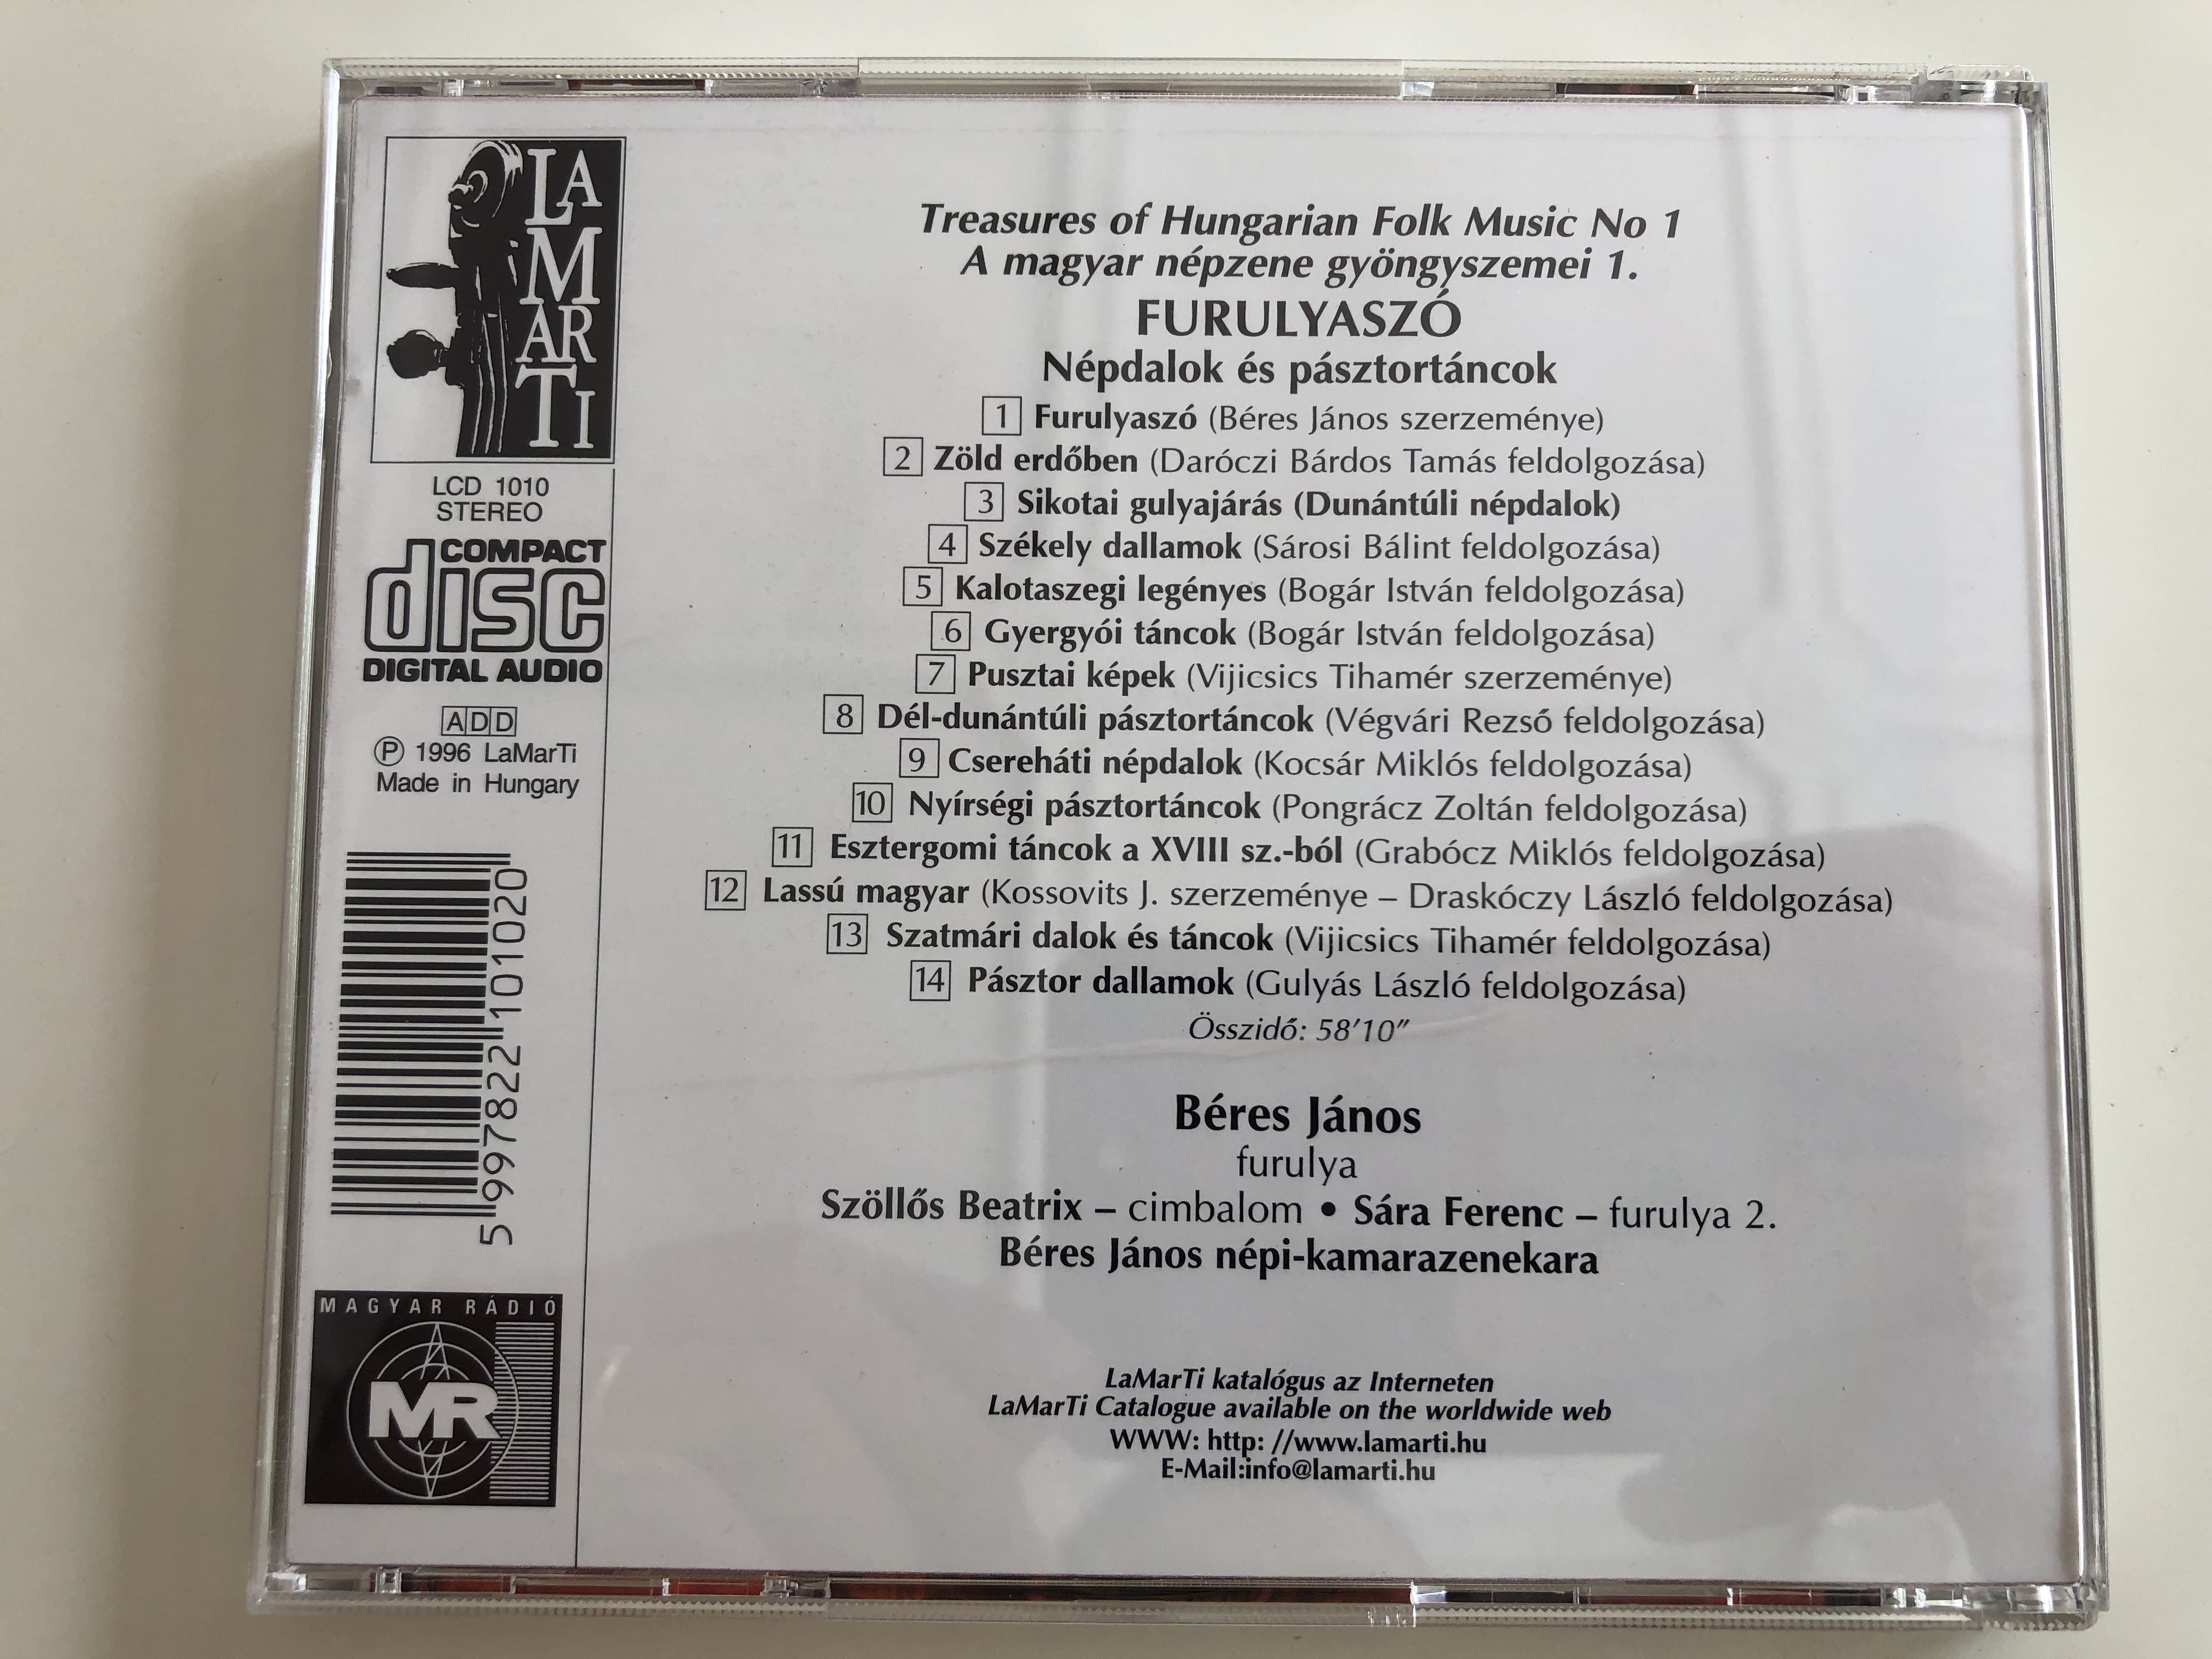 LA
MAR
TI
LCD 1010
STEREO
COMPACT
disc
DIGITAL AUDIO
ADD
Ⓟ 1996 LaMarTi
Made in Hungary
5 997822 101020
MAGYAR RÁDIÓ
MR
Treasures of Hungarian Folk Music No 1
A magyar népzene gyöngyszemei 1.
FURULYASZÓ
Népdalok és pásztortáncok
1 Furulyaszó (Béres János szerzeménye)
2 Zöld erdőben (Daróczi Bárdos Tamás feldolgozása)
3 Sikotai gulyajárás (Dunántúli népdalok)
4 Székely dallamok (Sárosi Bálint feldolgozása)
5 Kalotaszegi legényes (Bogár István feldolgozása)
6 Gyergyói táncok (Bogár István feldolgozása)
7 Pusztai képek (Vijicsics Tihamér szerzeménye)
8 Dél-dunántúli pásztortáncok (Végvári Rezső feldolgozása)
9 Csereháti népdalok (Kocsár Miklós feldolgozása)
10 Nyírségi pásztortáncok (Pongrácz Zoltán feldolgozása)
11 Esztergomi táncok a XVIII sz.-ból (Grabócz Miklós feldolgozása)
12 Lassú magyar (Kossovits J. szerzeménye – Draskóczy László feldolgozása)
13 Szatmári dalok és táncok (Vijicsics Tihamér feldolgozása)
14 Pásztor dallamok (Gulyás László feldolgozása)
Összidő: 58'10"
Béres János
furulya
Szöllős Beatrix – cimbalom • Sára Ferenc – furulya 2.
Béres János népi-kamarazenekara
LaMarTi katalógus az Interneten
LaMarTi Catalogue available on the worldwide web
WWW: http: //www.lamarti.hu
E-Mail:info@lamarti.hu